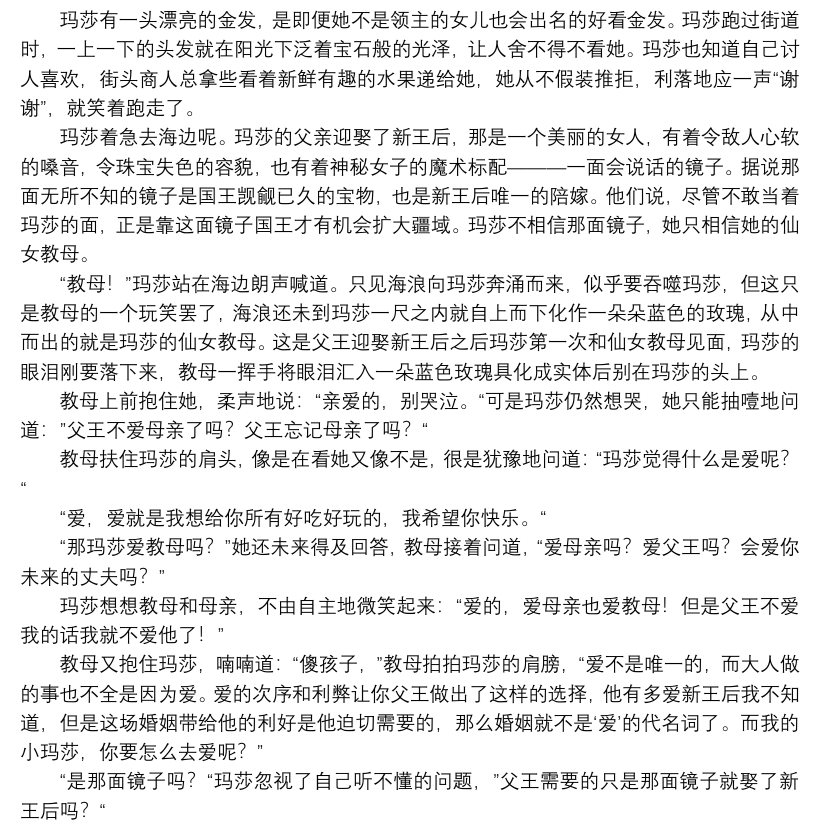 玛莎有一头漂亮的金发，是即便她不是领主的女儿也会出名的好看金发。玛莎跑过街道
时，一上一下的头发就在阳光下泛着宝石般的光泽，让人舍不得不看她。玛莎也知道自己讨
人喜欢，街头商人总拿些看着新鲜有趣的水果递给她，她从不假装推拒，利落地应一声“谢
谢”，就笑着跑走了。
玛莎着急去海边呢。玛莎的父亲迎娶了新王后，那是一个美丽的女人，有着令敌人心软
的嗓音，令珠宝失色的容貌，也有着神秘女子的魔术标配———一面会说话的镜子。据说那
面无所不知的镜子是国王觊觎已久的宝物，也是新王后唯一的陪嫁。他们说，尽管不敢当着
玛莎的面，正是靠这面镜子国王才有机会扩大疆域。玛莎不相信那面镜子，她只相信她的仙
女教母。
“教母！”玛莎站在海边朗声喊道。只见海浪向玛莎奔涌而来，似乎要吞噬玛莎，但这只
是教母的一个玩笑罢了，海浪还未到玛莎一尺之内就自上而下化作一朵朵蓝色的玫瑰，从中
而出的就是玛莎的仙女教母。这是父王迎娶新王后之后玛莎第一次和仙女教母见面，玛莎的
眼泪刚要落下来，教母一挥手将眼泪汇入一朵蓝色玫瑰具化成实体后别在玛莎的头上。
教母上前抱住她，柔声地说：“亲爱的，别哭泣。“可是玛莎仍然想哭，她只能抽噎地问
道：”父王不爱母亲了吗？父王忘记母亲了吗？“
教母扶住玛莎的肩头，像是在看她又像不是，很是犹豫地问道：“玛莎觉得什么是爱呢？
“
“爱，爱就是我想给你所有好吃好玩的，我希望你快乐。“
“那玛莎爱教母吗？”她还未来得及回答，教母接着问道，“爱母亲吗？爱父王吗？会爱你
未来的丈夫吗？”
玛莎想想教母和母亲，不由自主地微笑起来：“爱的，爱母亲也爱教母！但是父王不爱
我的话我就不爱他了！”
教母又抱住玛莎，喃喃道：“傻孩子，”教母拍拍玛莎的肩膀，“爱不是唯一的，而大人做
的事也不全是因为爱。爱的次序和利弊让你父王做出了这样的选择，他有多爱新王后我不知
道，但是这场婚姻带给他的利好是他迫切需要的，那么婚姻就不是‘爱’的代名词了。而我的
小玛莎，你要怎么去爱呢？”
“是那面镜子吗？“玛莎忽视了自己听不懂的问题，”父王需要的只是那面镜子就娶了新
王后吗？“